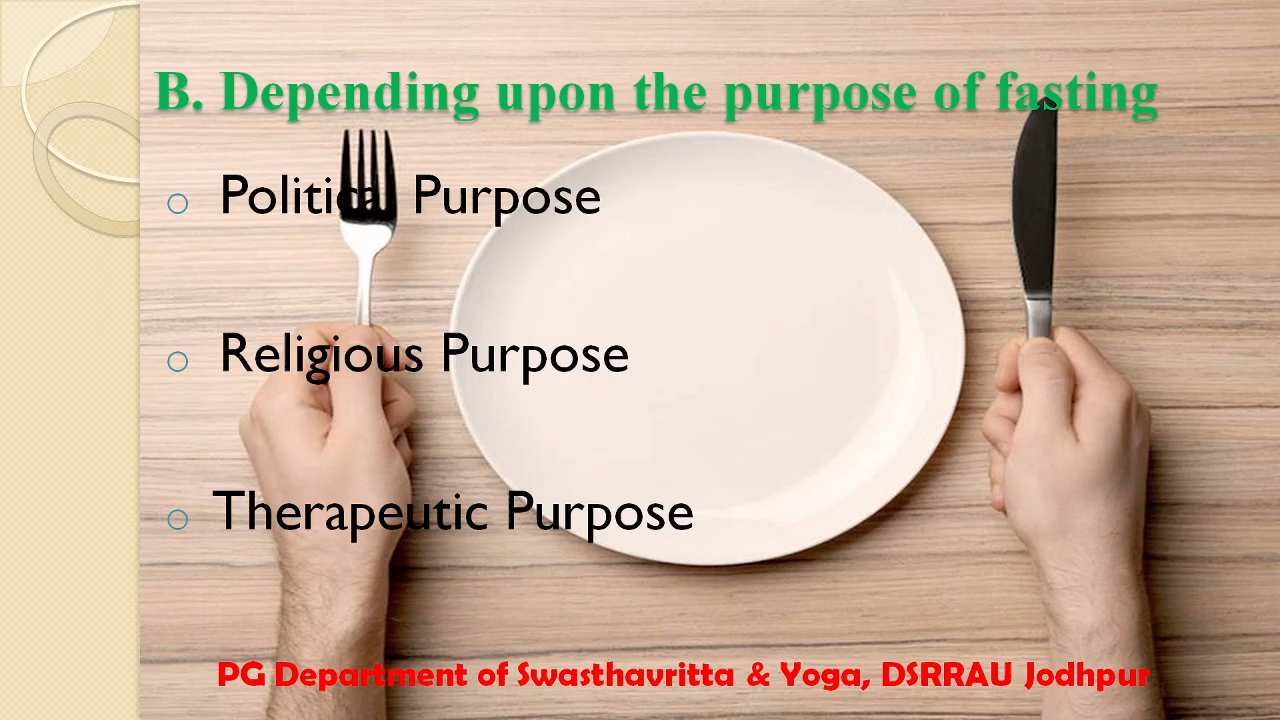 B. Depending upon the purpose of fasting
Political Purpose
Religious Purpose
Therapeutic Purpose
PG Department of Swasthavritta & Yoga, DSRRAU Jodhpur